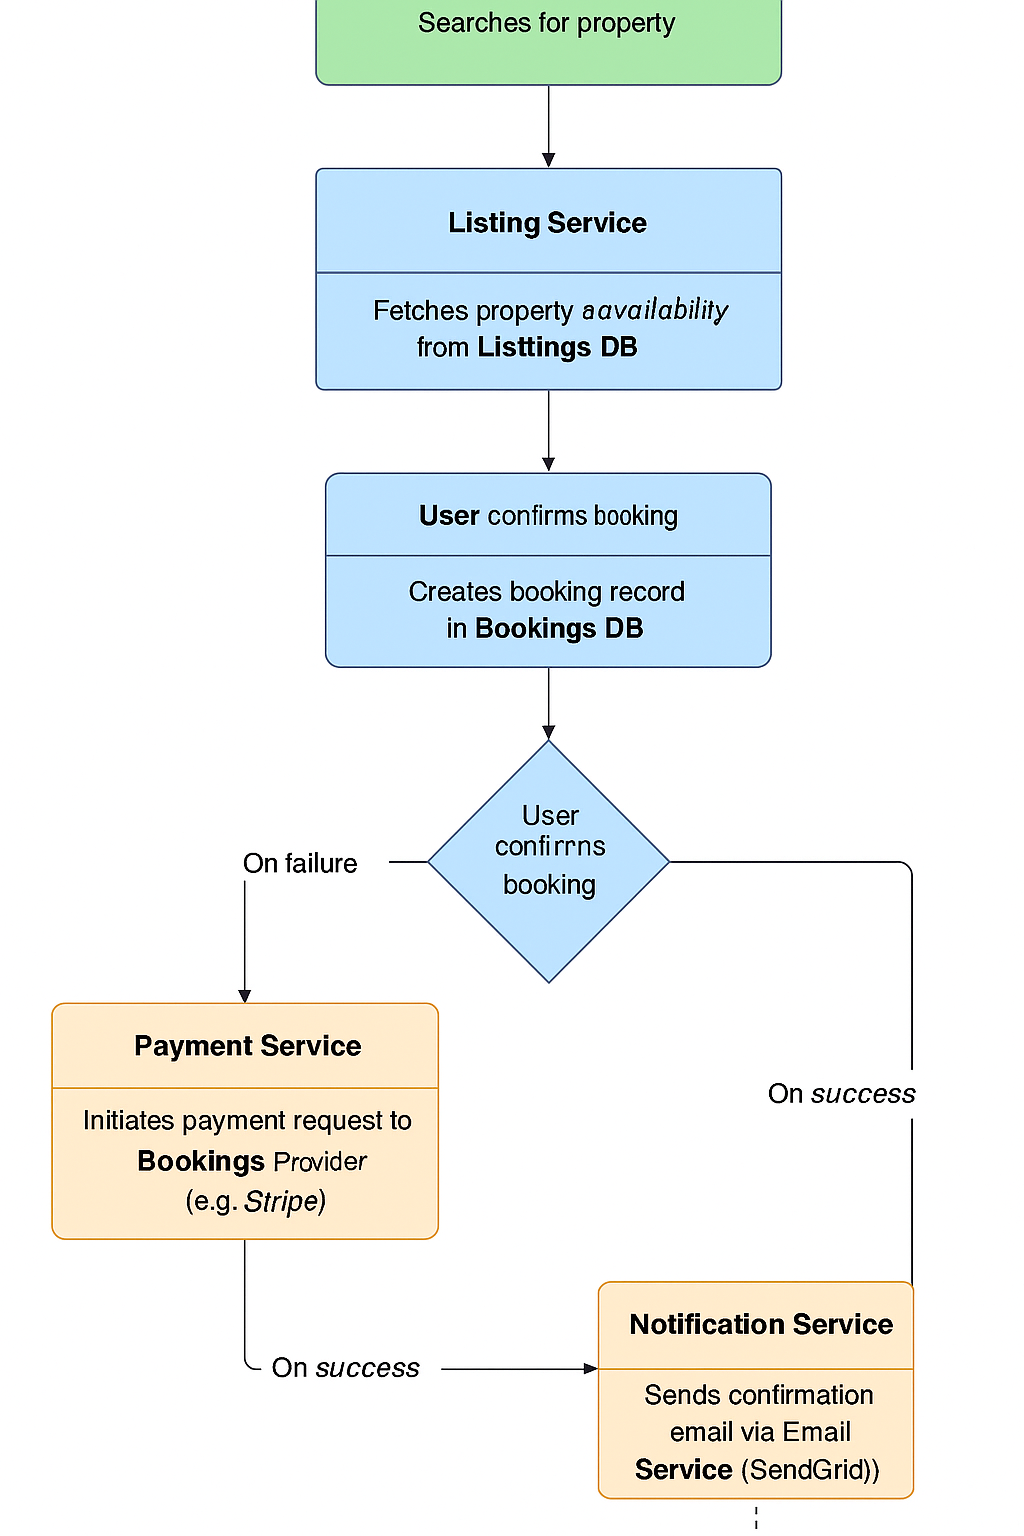 Searches for property
Listing Service
Fetches property aavailability
from Listtings DB
User confirms booking
Creates booking record
in Bookings DB
User
confirrns
booking
On failure
Payment Service
Initiates payment request to
Bookings Provider
(e.g. Stripe)
On success
On success
Notification Service
Sends confirmation
email via Email
Service (SendGrid))